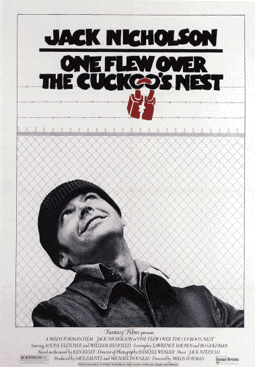 JACK NICHOLSON
ONE FLEW OVER
THE CUCKOO'S NEST
Fantasy Films presents
A MILOS FORMAN FILM JACK NICHOLSON in "ONE FLEW OVER THE CUCKOO'S NEST"
Starring LOUISE FLETCHER and WILLIAM REDFIELD Screenplay LAWRENCE HAUBEN and BO GOLDMAN
Based on the novel by KEN KESEY Director of Photography HASKELL WEXLER Music JACK NITZSCHE
Produced by SAUL ZAENTZ and MICHAEL DOUGLAS Directed by MILOS FORMAN
R
United Artists